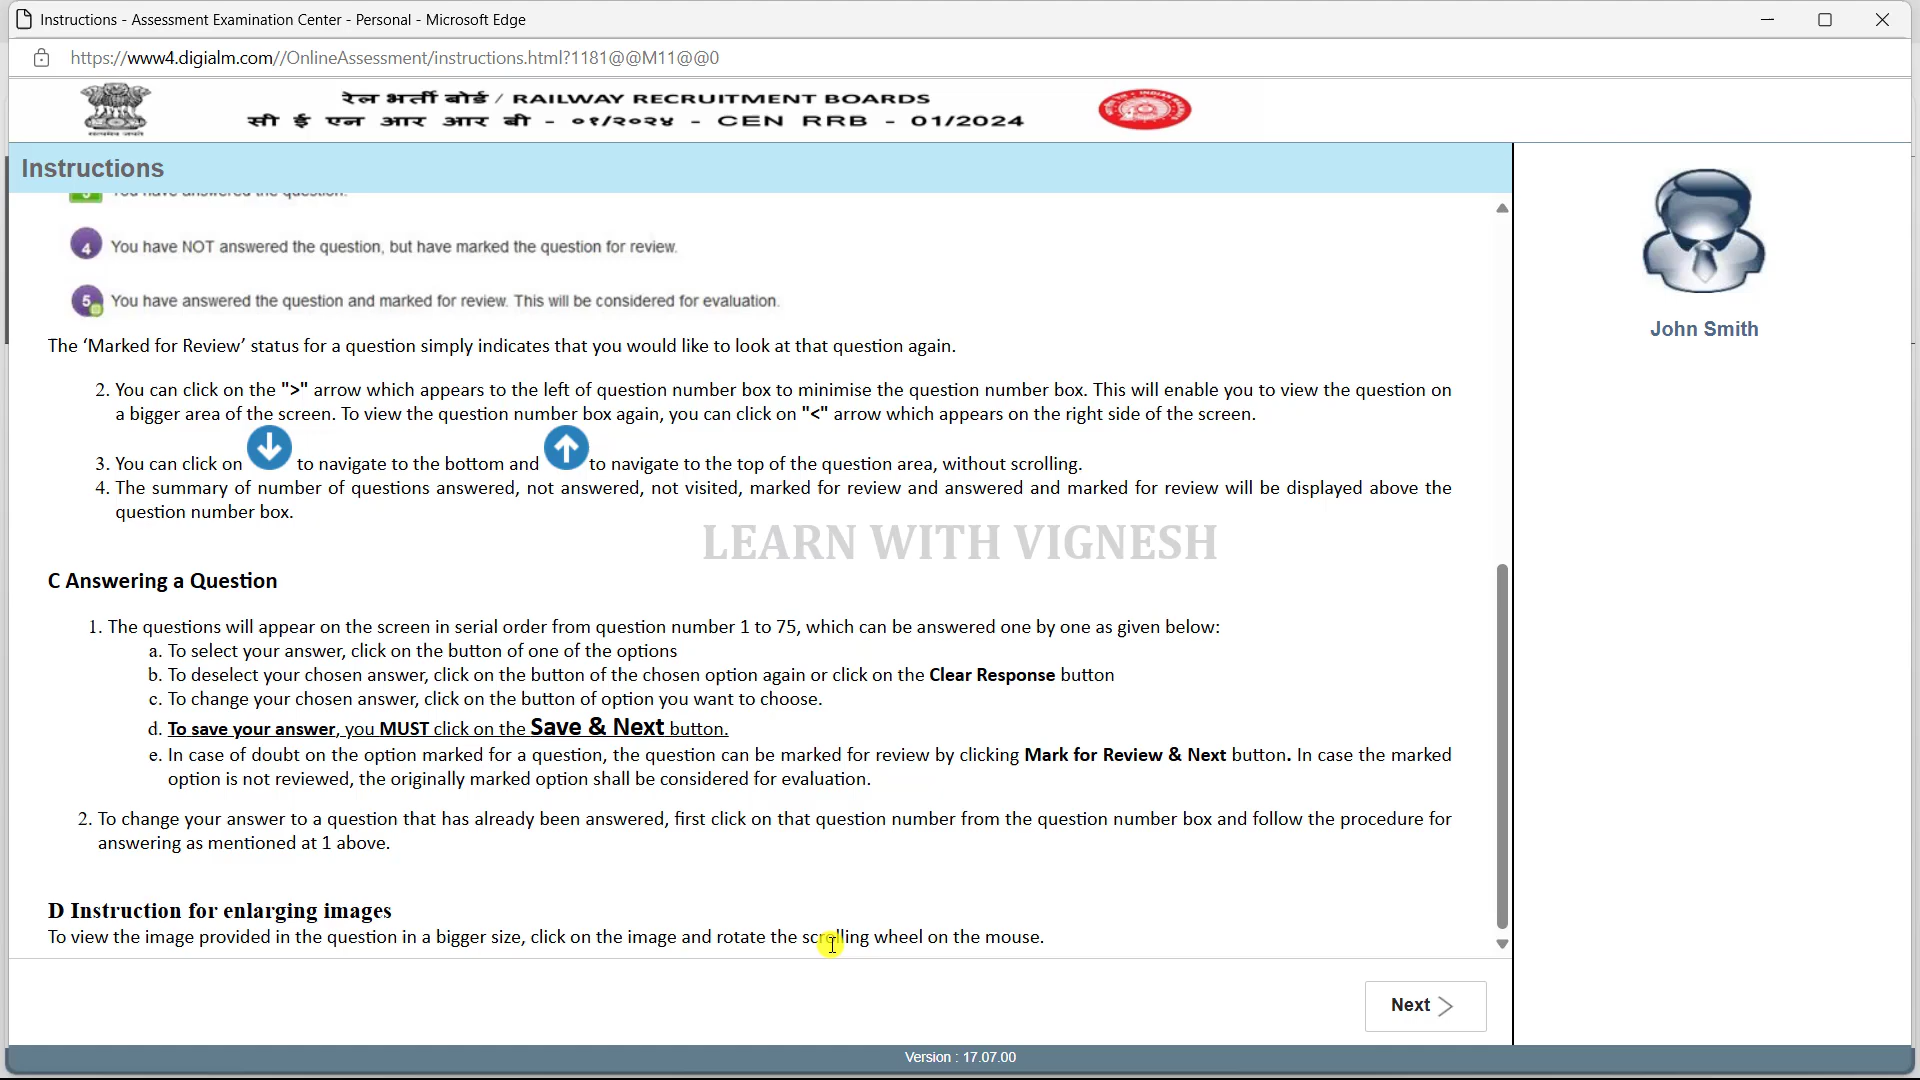 Instructions - Assessment Examination Center - Personal - Microsoft Edge
https://www4.digialm.com//OnlineAssessment/instructions.html?1181@@M11@@0
रेल भर्ती बोर्ड / RAILWAY RECRUITMENT BOARDS
सी ई एन आर आर बी - ०१/२०२४ - CEN RRB - 01/2024
Instructions
You have answered the question.
4 You have NOT answered the question, but have marked the question for review.
5 You have answered the question and marked for review. This will be considered for evaluation.
John Smith
The ‘Marked for Review’ status for a question simply indicates that you would like to look at that question again.
2. You can click on the ">" arrow which appears to the left of question number box to minimise the question number box. This will enable you to view the question on
a bigger area of the screen. To view the question number box again, you can click on "<" arrow which appears on the right side of the screen.
3. You can click on to navigate to the bottom and to navigate to the top of the question area, without scrolling.
4. The summary of number of questions answered, not answered, not visited, marked for review and answered and marked for review will be displayed above the
question number box.
LEARN WITH VIGNESH
C Answering a Question
1. The questions will appear on the screen in serial order from question number 1 to 75, which can be answered one by one as given below:
a. To select your answer, click on the button of one of the options
b. To deselect your chosen answer, click on the button of the chosen option again or click on the Clear Response button
c. To change your chosen answer, click on the button of option you want to choose.
d. To save your answer, you MUST click on the Save & Next button.
e. In case of doubt on the option marked for a question, the question can be marked for review by clicking Mark for Review & Next button. In case the marked
option is not reviewed, the originally marked option shall be considered for evaluation.
2. To change your answer to a question that has already been answered, first click on that question number from the question number box and follow the procedure for
answering as mentioned at 1 above.
D Instruction for enlarging images
To view the image provided in the question in a bigger size, click on the image and rotate the scrolling wheel on the mouse.
Next
Version : 17.07.00